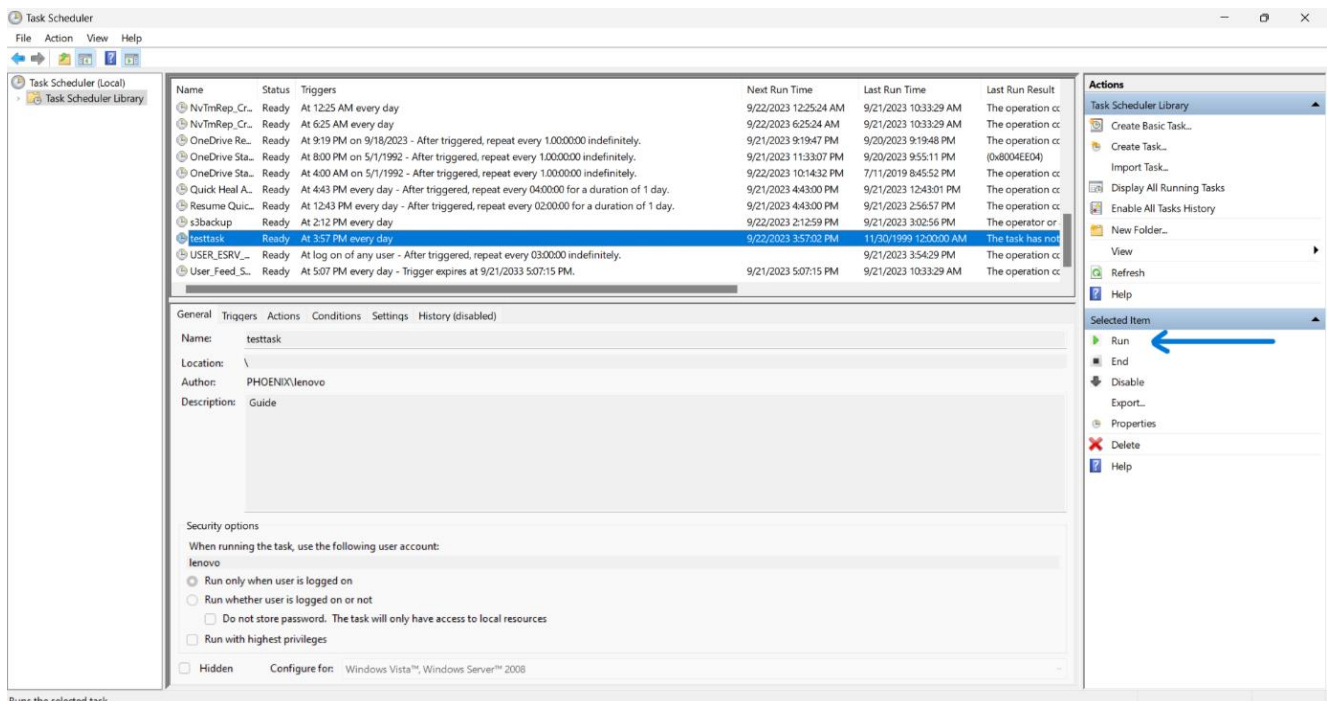 Task Scheduler
File Action View Help
Task Scheduler (Local)
Task Scheduler Library
Name Status Triggers Next Run Time Last Run Time Last Run Result
NvTmRep_Cr... Ready At 12:25 AM every day 9/22/2023 12:25:24 AM 9/21/2023 10:33:29 AM The operation cc
NvTmRep_Cr... Ready At 6:25 AM every day 9/22/2023 6:25:24 AM 9/21/2023 10:33:29 AM The operation cc
OneDrive Re... Ready At 9:19 PM on 9/18/2023 - After triggered, repeat every 1.00:00:00 indefinitely. 9/21/2023 9:19:47 PM 9/20/2023 9:19:48 PM The operation cc
OneDrive Sta... Ready At 8:00 PM on 5/1/1992 - After triggered, repeat every 1.00:00:00 indefinitely. 9/21/2023 11:33:07 PM 9/20/2023 9:55:11 PM (0x8004EE04)
OneDrive Sta... Ready At 4:00 AM on 5/1/1992 - After triggered, repeat every 1.00:00:00 indefinitely. 9/22/2023 10:14:32 PM 7/11/2019 8:45:52 PM The operation cc
Quick Heal A... Ready At 4:43 PM every day - After triggered, repeat every 04:00:00 for a duration of 1 day. 9/21/2023 4:43:00 PM 9/21/2023 12:43:01 PM The operation cc
Resume Quic... Ready At 12:43 PM every day - After triggered, repeat every 02:00:00 for a duration of 1 day. 9/21/2023 4:43:00 PM 9/21/2023 2:56:57 PM The operation cc
s3backup Ready At 2:12 PM every day 9/22/2023 2:12:59 PM 9/21/2023 3:02:56 PM The operator or
testtask Ready At 3:57 PM every day 9/22/2023 3:57:02 PM 11/30/1999 12:00:00 AM The task has not
USER_ESRV_... Ready At log on of any user - After triggered, repeat every 03:00:00 indefinitely. 9/21/2023 3:54:29 PM The operation cc
User_Feed_S... Ready At 5:07 PM every day - Trigger expires at 9/21/2033 5:07:15 PM. 9/21/2023 5:07:15 PM 9/21/2023 10:33:29 AM The operation cc
General Triggers Actions Conditions Settings History (disabled)
Name: testtask
Location: \
Author: PHOENIX\lenovo
Description: Guide
Security options
When running the task, use the following user account:
lenovo
Run only when user is logged on
Run whether user is logged on or not
Do not store password. The task will only have access to local resources
Run with highest privileges
Hidden Configure for: Windows Vista™, Windows Server™ 2008
Actions
Task Scheduler Library
Create Basic Task...
Create Task...
Import Task...
Display All Running Tasks
Enable All Tasks History
New Folder...
View
Refresh
Help
Selected Item
Run
End
Disable
Export...
Properties
Delete
Help
Runs the selected task